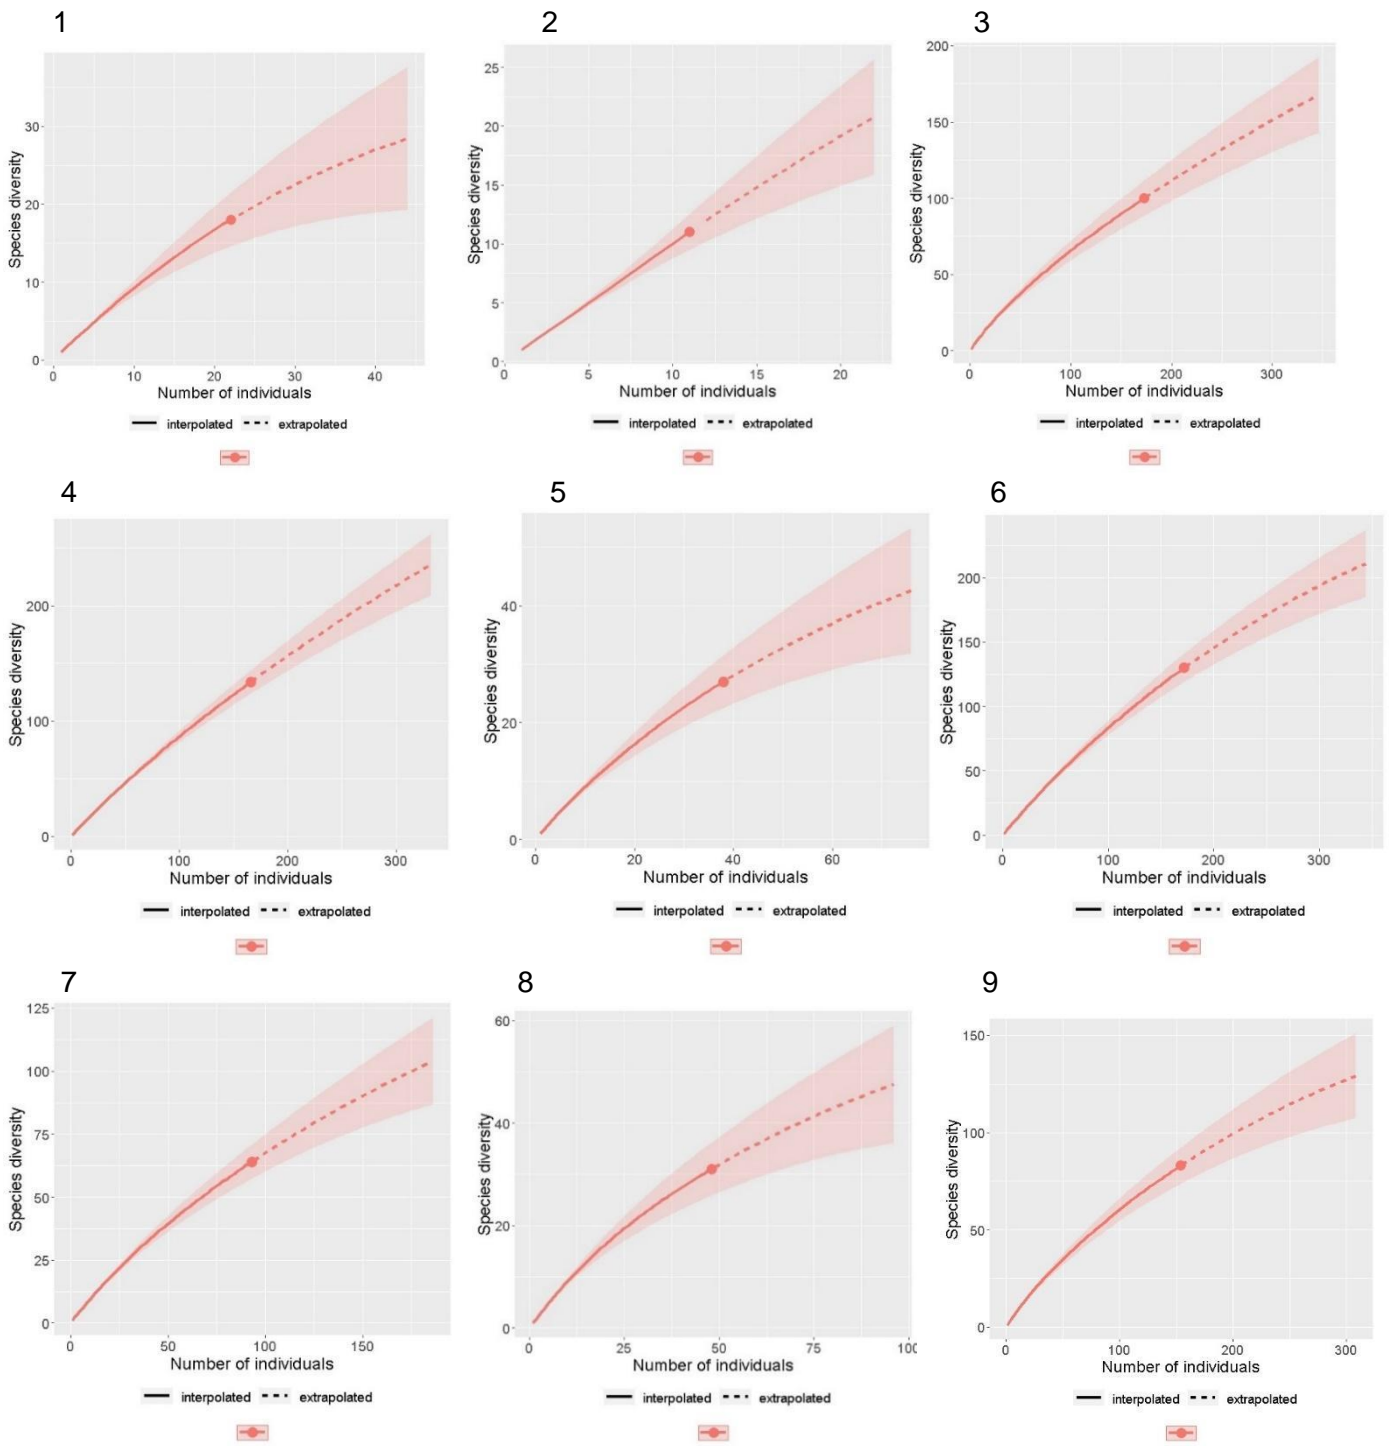 1
30
20
10
0
Species diversity
0 10 20 30 40
Number of individuals
interpolated extrapolated
2
25
20
15
10
5
0
Species diversity
0 5 10 15 20
Number of individuals
interpolated extrapolated
3
200
150
100
50
0
Species diversity
0 100 200 300
Number of individuals
interpolated extrapolated
4
200
100
0
Species diversity
0 100 200 300
Number of individuals
interpolated extrapolated
5
40
20
0
Species diversity
0 20 40 60
Number of individuals
interpolated extrapolated
6
200
150
100
50
0
Species diversity
0 100 200 300
Number of individuals
interpolated extrapolated
7
125
100
75
50
25
0
Species diversity
0 50 100 150
Number of individuals
interpolated extrapolated
8
60
40
20
0
Species diversity
0 25 50 75 100
Number of individuals
interpolated extrapolated
9
150
100
50
0
Species diversity
0 100 200 300
Number of individuals
interpolated extrapolated